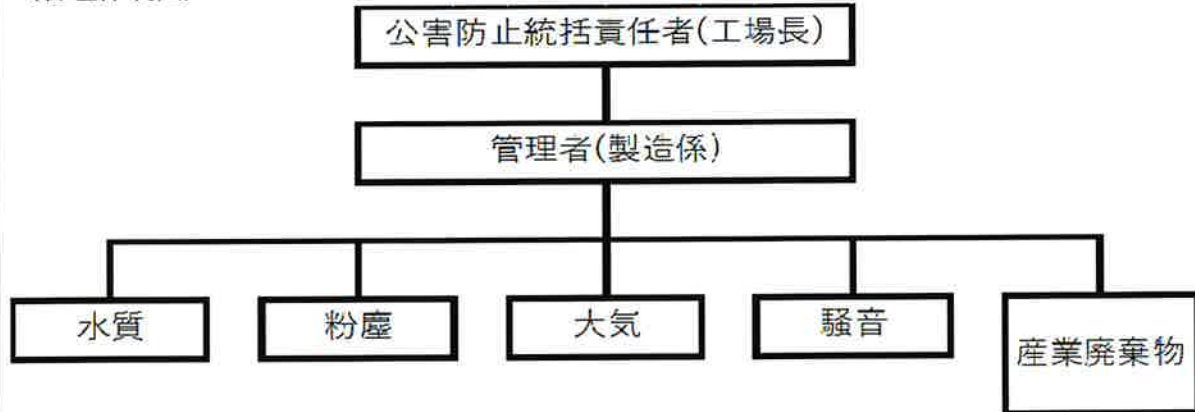 公害防止統括責任者(工場長)
管理者(製造係)
水質
粉塵
大気
騒音
産業廃棄物